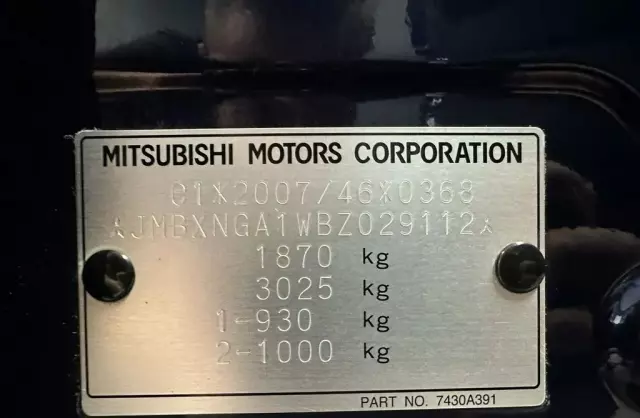 MITSUBISHI MOTORS CORPORATION
e1*2007/46*0368
*JMBXNGA1WBZ029112*
1870 kg
3025 kg
1-930 kg
2-1000 kg
PART NO. 7430A391